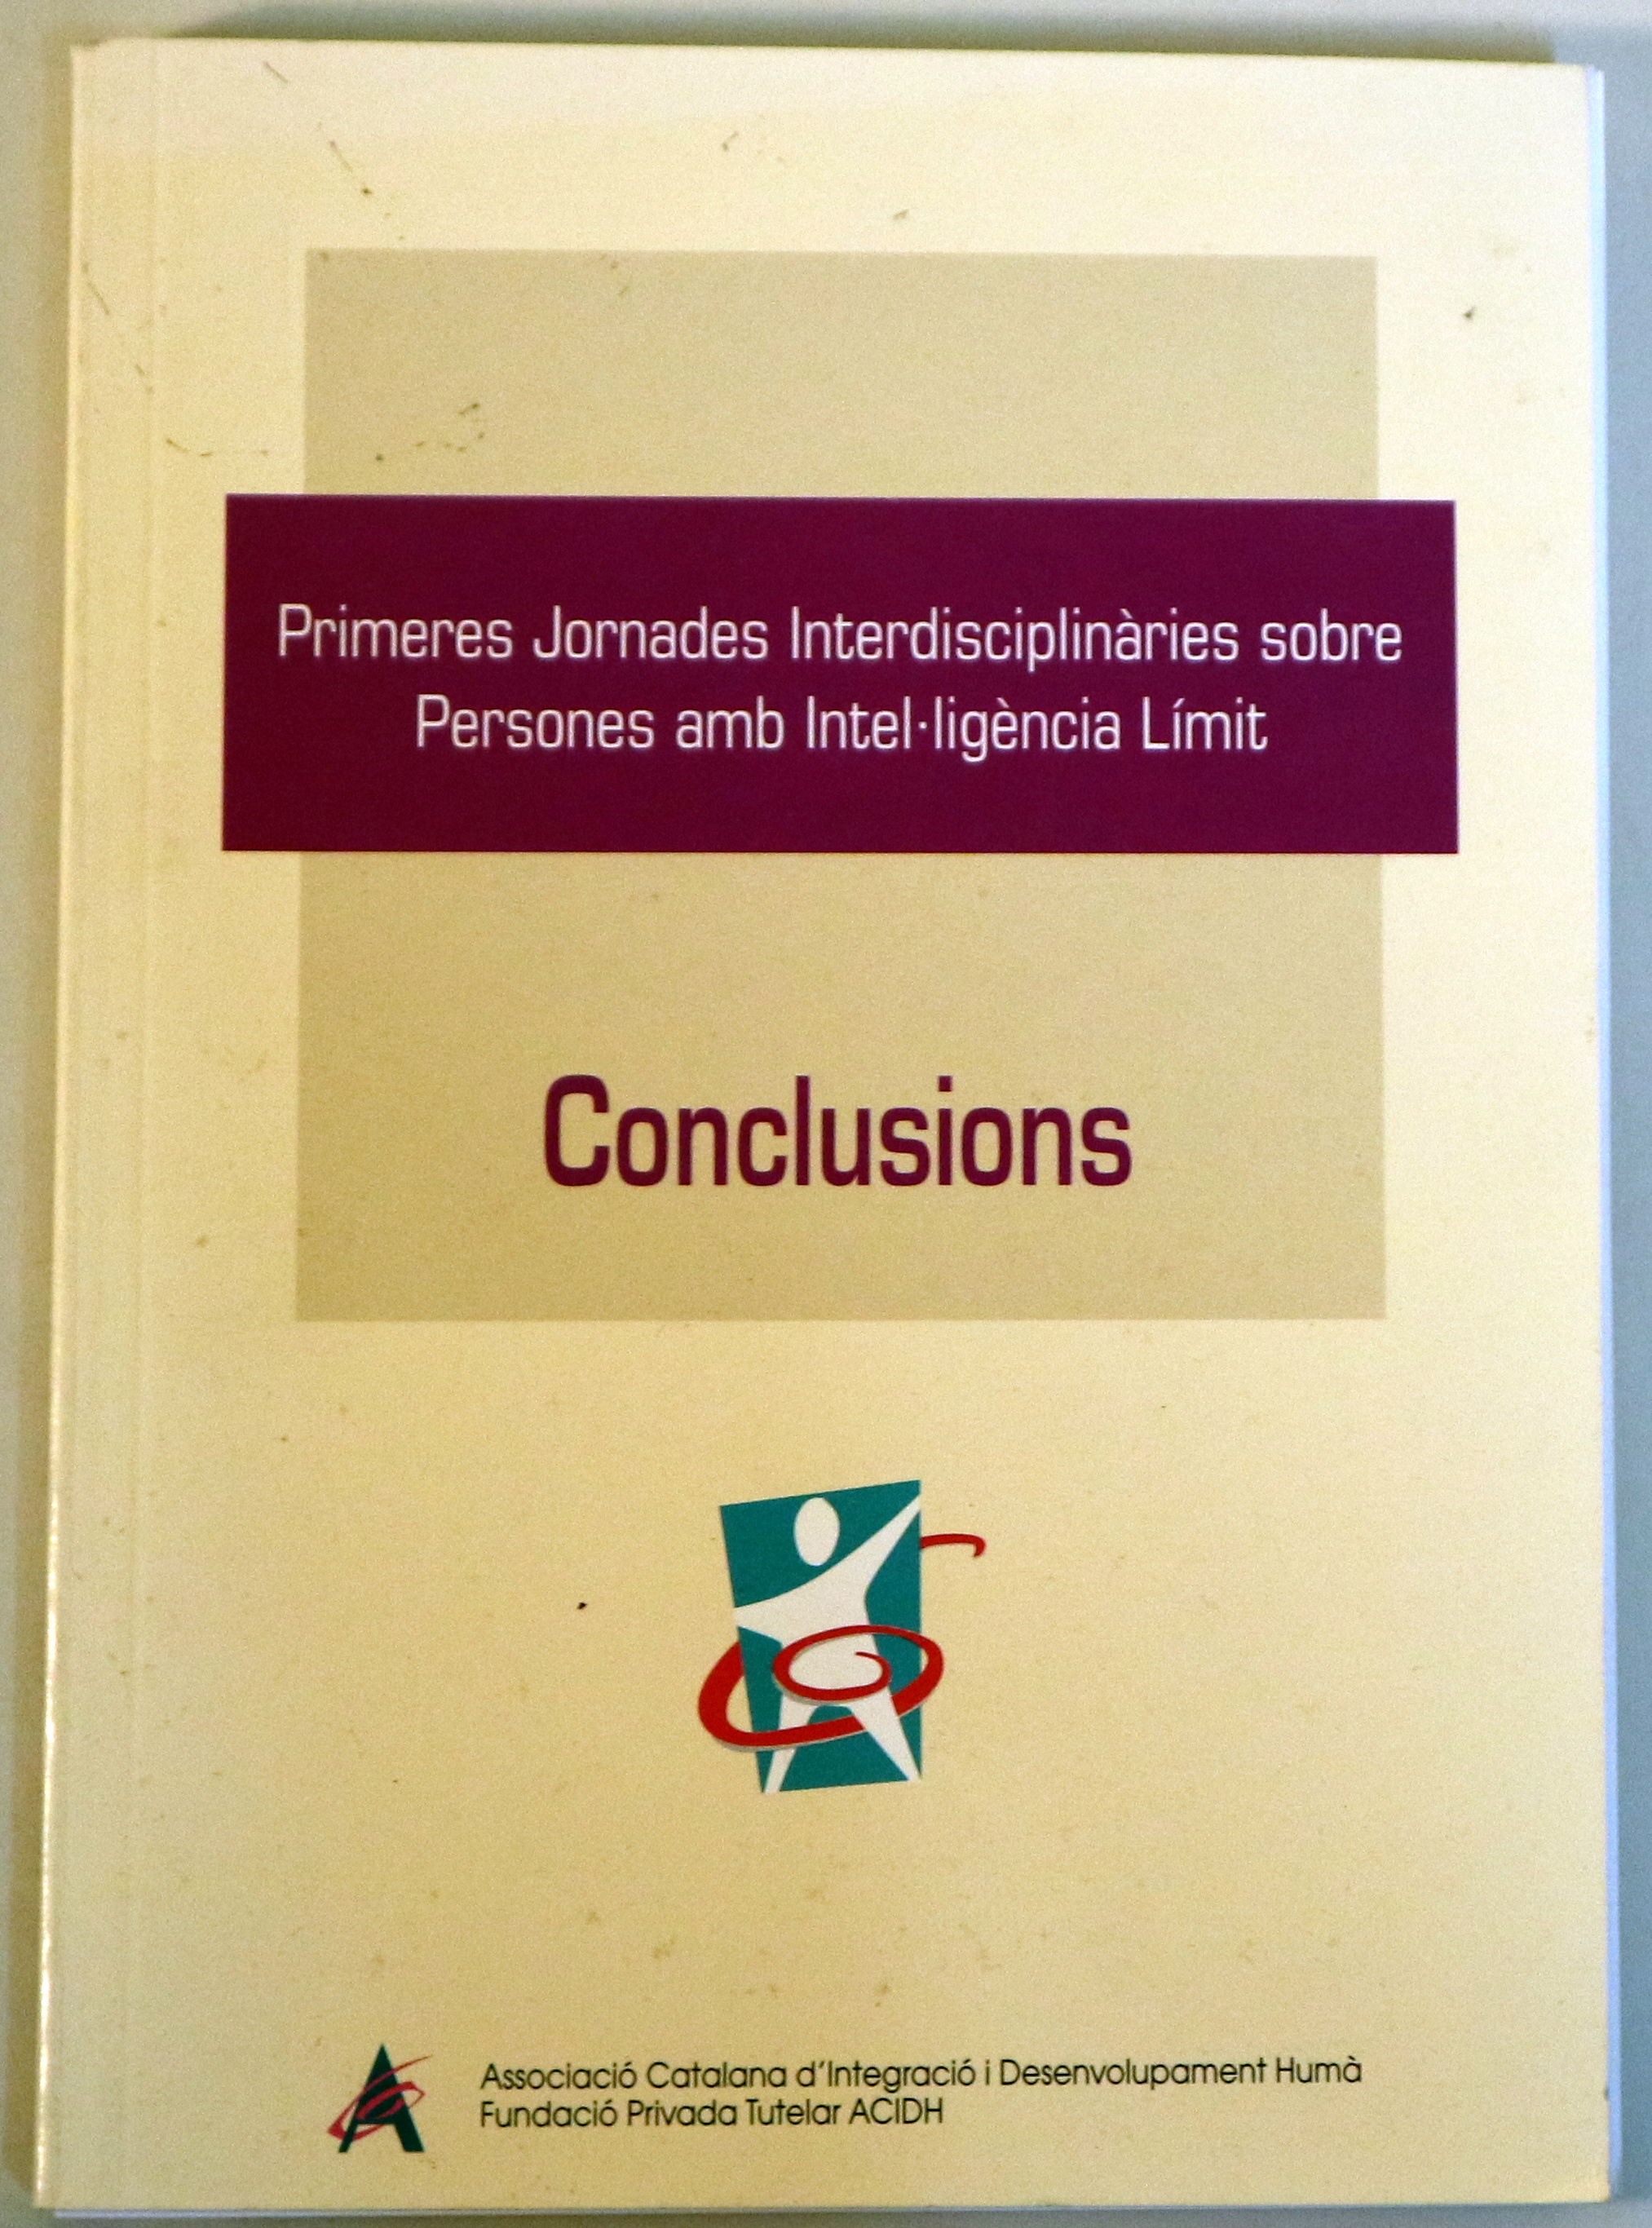 Primeres Jornades Interdisciplinàries sobre
Persones amb Intel·ligència Límit
Conclusions
Associació Catalana d'Integració i Desenvolupament Humà
Fundació Privada Tutelar ACIDH